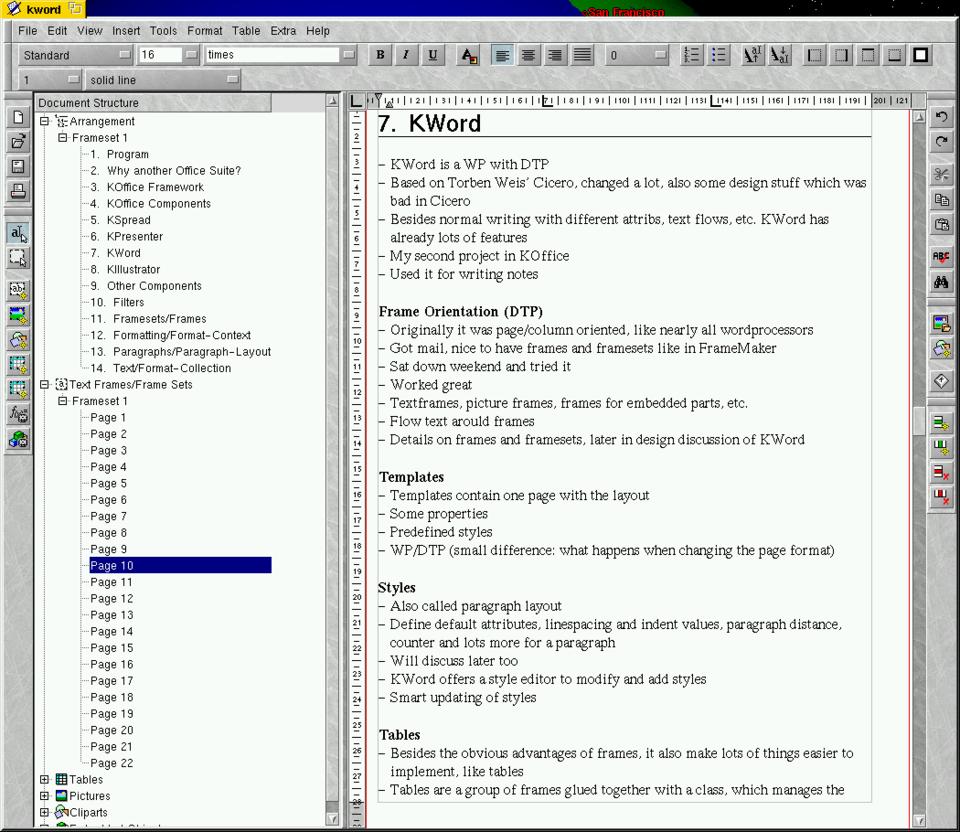 kword
San Francisco
File Edit View Insert Tools Format Table Extra Help
Standard 16 times B I U A 0
1 solid line
Document Structure
Arrangement
Frameset 1
1. Program
2. Why another Office Suite?
3. KOffice Framework
4. KOffice Components
5. KSpread
6. KPresenter
7. KWord
8. KIllustrator
9. Other Components
10. Filters
11. Framesets/Frames
12. Formatting/Format-Context
13. Paragraphs/Paragraph-Layout
14. Text/Format-Collection
Text Frames/Frame Sets
Frameset 1
Page 1
Page 2
Page 3
Page 4
Page 5
Page 6
Page 7
Page 8
Page 9
Page 10
Page 11
Page 12
Page 13
Page 14
Page 15
Page 16
Page 17
Page 18
Page 19
Page 20
Page 21
Page 22
Tables
Pictures
Cliparts
7. KWord
– KWord is a WP with DTP
– Based on Torben Weis' Cicero, changed a lot, also some design stuff which was
bad in Cicero
– Besides normal writing with different attribs, text flows, etc. KWord has
already lots of features
– My second project in KOffice
– Used it for writing notes
Frame Orientation (DTP)
– Originally it was page/column oriented, like nearly all wordprocessors
– Got mail, nice to have frames and framesets like in FrameMaker
– Sat down weekend and tried it
– Worked great
– Textframes, picture frames, frames for embedded parts, etc.
– Flow text arould frames
– Details on frames and framesets, later in design discussion of KWord
Templates
– Templates contain one page with the layout
– Some properties
– Predefined styles
– WP/DTP (small difference: what happens when changing the page format)
Styles
– Also called paragraph layout
– Define default attributes, linespacing and indent values, paragraph distance,
counter and lots more for a paragraph
– Will discuss later too
– KWord offers a style editor to modify and add styles
– Smart updating of styles
Tables
– Besides the obvious advantages of frames, it also make lots of things easier to
implement, like tables
– Tables are a group of frames glued together with a class, which manages the